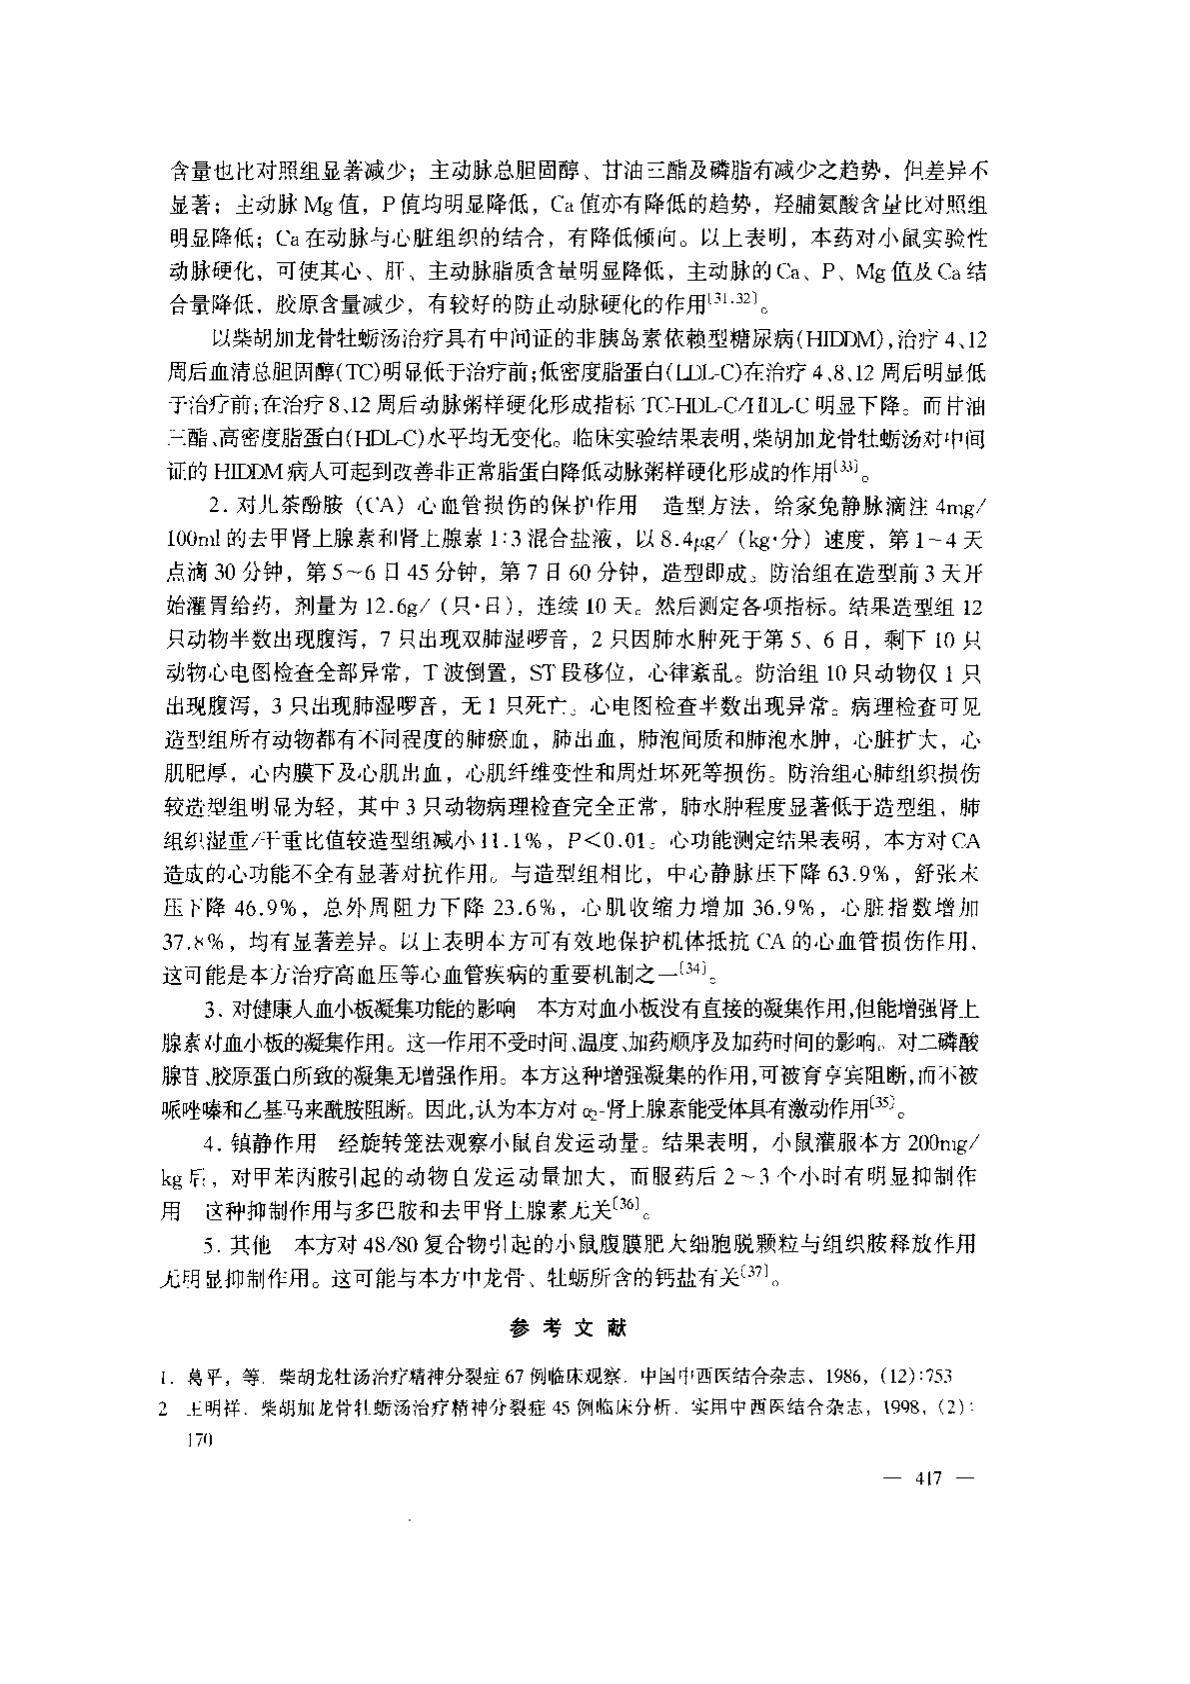 含量也比对照组显著减少；主动脉总胆固醇、甘油三酯及磷脂有减少之趋势，但差异不
显著；主动脉 Mg 值，P 值均明显降低，Ca 值亦有降低的趋势，羟脯氨酸含量比对照组
明显降低；Ca 在动脉与心脏组织的结合，有降低倾向。以上表明，本药对小鼠实验性
动脉硬化，可使其心、肝、主动脉脂质含量明显降低，主动脉的 Ca、P、Mg 值及 Ca 结
合量降低，胶原含量减少，有较好的防止动脉硬化的作用〔31.32〕。
以柴胡加龙骨牡蛎汤治疗具有中间证的非胰岛素依赖型糖尿病(HIDDM),治疗 4、12
周后血清总胆固醇(TC)明显低于治疗前;低密度脂蛋白(LDL-C)在治疗 4、8、12 周后明显低
于治疗前;在治疗 8、12 周后动脉粥样硬化形成指标 TC-HDL-C/HDL-C 明显下降。而甘油
三酯、高密度脂蛋白(HDL-C)水平均无变化。临床实验结果表明,柴胡加龙骨牡蛎汤对中间
证的 HIDDM 病人可起到改善非正常脂蛋白降低动脉粥样硬化形成的作用〔33〕。
2. 对儿茶酚胺（CA）心血管损伤的保护作用　造型方法，给家兔静脉滴注 4mg/
100ml 的去甲肾上腺素和肾上腺素 1:3 混合盐液，以 8.4μg/（kg·分）速度，第 1~4 天
点滴 30 分钟，第 5~6 日 45 分钟，第 7 日 60 分钟，造型即成。防治组在造型前 3 天开
始灌胃给药，剂量为 12.6g/（只·日），连续 10 天。然后测定各项指标。结果造型组 12
只动物半数出现腹泻，7 只出现双肺湿啰音，2 只因肺水肿死于第 5、6 日，剩下 10 只
动物心电图检查全部异常，T 波倒置，ST 段移位，心律紊乱。防治组 10 只动物仅 1 只
出现腹泻，3 只出现肺湿啰音，无 1 只死亡。心电图检查半数出现异常。病理检查可见
造型组所有动物都有不同程度的肺瘀血，肺出血，肺泡间质和肺泡水肿，心脏扩大，心
肌肥厚，心内膜下及心肌出血，心肌纤维变性和周灶坏死等损伤。防治组心肺组织损伤
较造型组明显为轻，其中 3 只动物病理检查完全正常，肺水肿程度显著低于造型组，肺
组织湿重/干重比值较造型组减小 11.1%，P<0.01。心功能测定结果表明，本方对 CA
造成的心功能不全有显著对抗作用。与造型组相比，中心静脉压下降 63.9%，舒张末
压下降 46.9%，总外周阻力下降 23.6%，心肌收缩力增加 36.9%，心脏指数增加
37.8%，均有显著差异。以上表明本方可有效地保护机体抵抗 CA 的心血管损伤作用，
这可能是本方治疗高血压等心血管疾病的重要机制之一〔34〕。
3. 对健康人血小板凝集功能的影响　本方对血小板没有直接的凝集作用,但能增强肾上
腺素对血小板的凝集作用。这一作用不受时间、温度、加药顺序及加药时间的影响。对二磷酸
腺苷、胶原蛋白所致的凝集无增强作用。本方这种增强凝集的作用,可被育亨宾阻断,而不被
哌唑嗪和乙基马来酰胺阻断。因此,认为本方对 α2-肾上腺素能受体具有激动作用〔35〕。
4. 镇静作用　经旋转笼法观察小鼠自发运动量。结果表明，小鼠灌服本方 200mg/
kg 后，对甲苯丙胺引起的动物自发运动量加大，而服药后 2~3 个小时有明显抑制作
用　这种抑制作用与多巴胺和去甲肾上腺素无关〔36〕。
5. 其他　本方对 48/80 复合物引起的小鼠腹膜肥大细胞脱颗粒与组织胺释放作用
无明显抑制作用。这可能与本方中龙骨、牡蛎所含的钙盐有关〔37〕。
参 考 文 献
1. 葛平，等. 柴胡龙牡汤治疗精神分裂症 67 例临床观察. 中国中西医结合杂志，1986，(12):753
2 王明祥. 柴胡加龙骨牡蛎汤治疗精神分裂症 45 例临床分析. 实用中西医结合杂志，1998，(2):
170
— 417 —